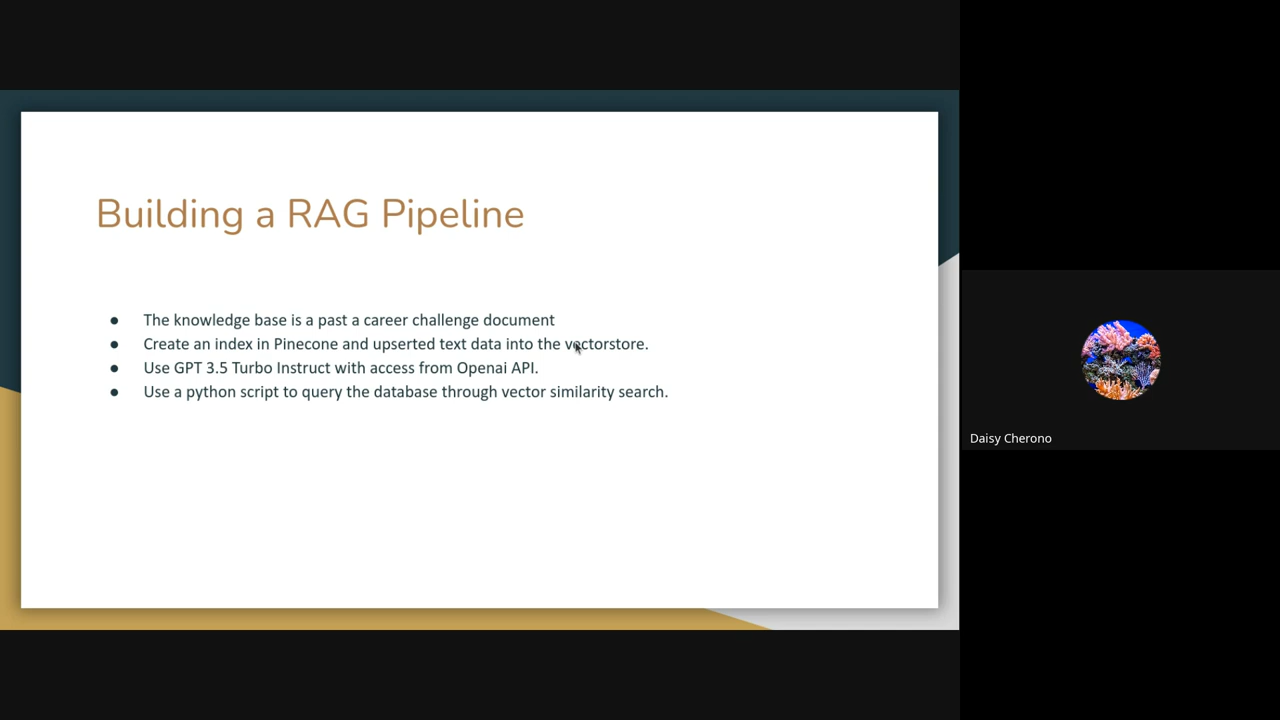 Building a RAG Pipeline
● The knowledge base is a past a career challenge document
● Create an index in Pinecone and upserted text data into the vectorstore.
● Use GPT 3.5 Turbo Instruct with access from Openai API.
● Use a python script to query the database through vector similarity search.
Daisy Cherono